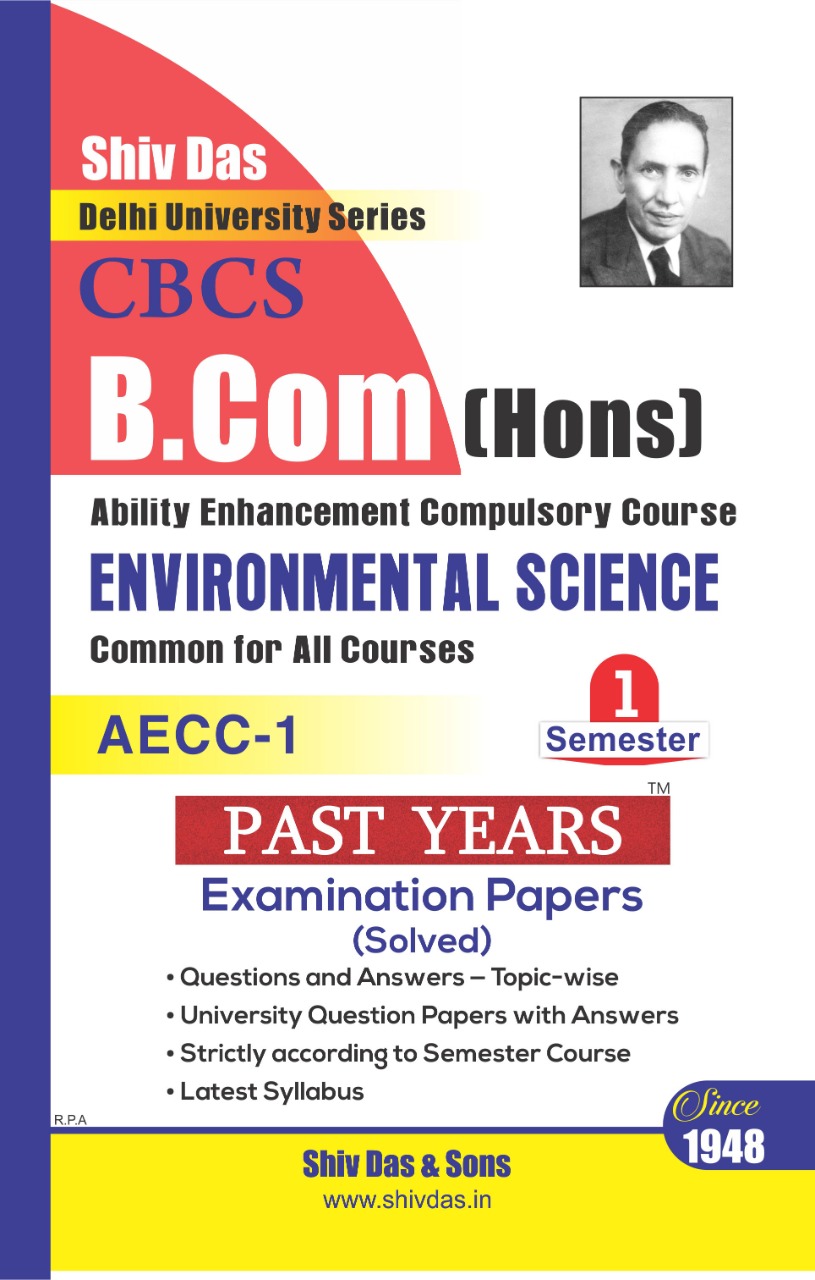 Shiv Das
Delhi University Series
CBCS
B.Com (Hons)
Ability Enhancement Compulsory Course
ENVIRONMENTAL SCIENCE
Common for All Courses
1
AECC-1
Semester
TM
PAST YEARS
Examination Papers
(Solved)
• Questions and Answers – Topic-wise
• University Question Papers with Answers
• Strictly according to Semester Course
• Latest Syllabus
R.P.A
Since
1948
Shiv Das & Sons
www.shivdas.in